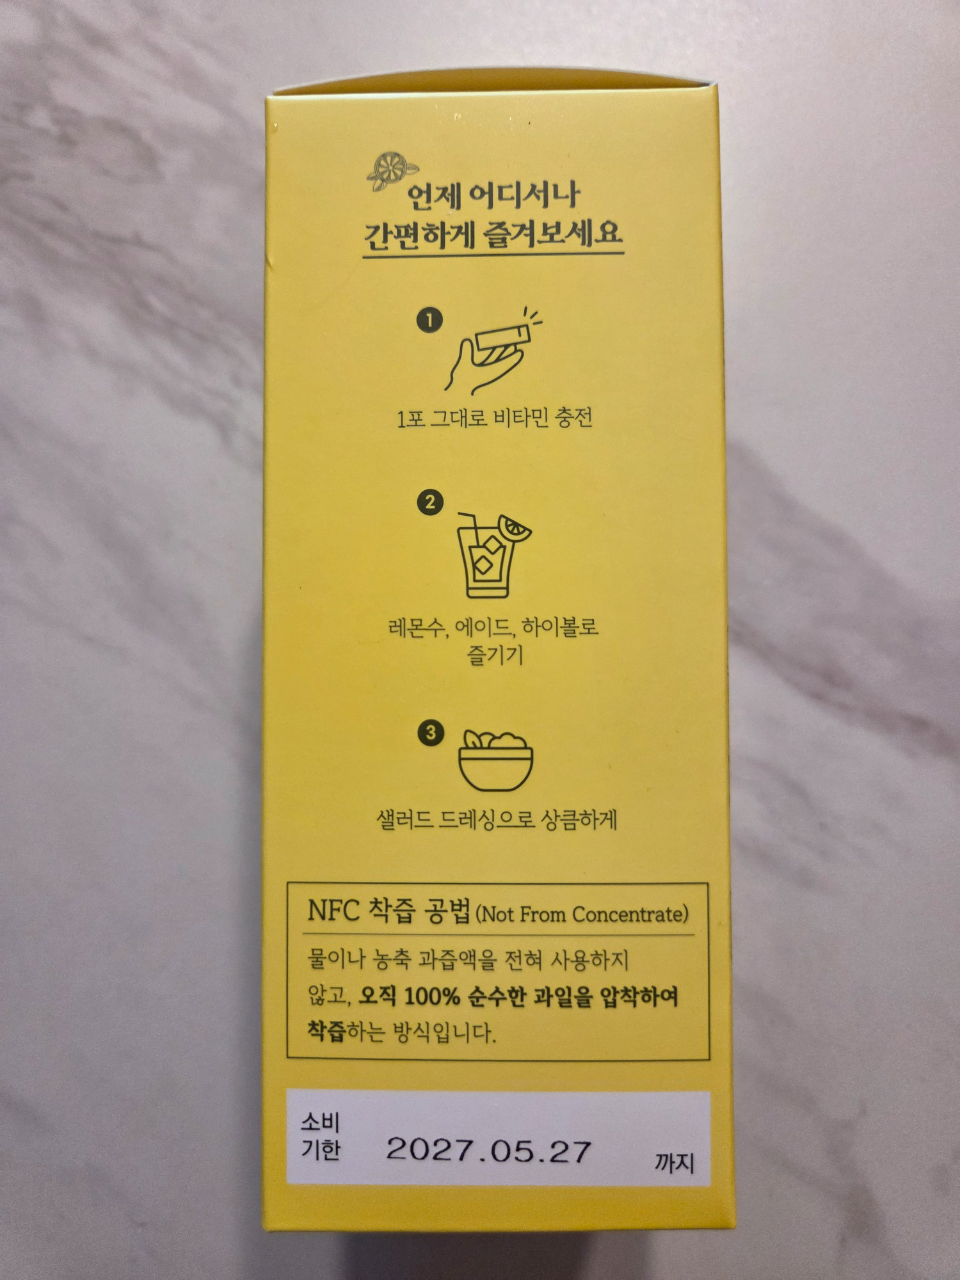 언제 어디서나
간편하게 즐겨보세요
1
1포 그대로 비타민 충전
2
레몬수, 에이드, 하이볼로
즐기기
3
샐러드 드레싱으로 상큼하게
NFC 착즙 공법 (Not From Concentrate)
물이나 농축 과즙액을 전혀 사용하지
않고, 오직 100% 순수한 과일을 압착하여
착즙하는 방식입니다.
소비
기한 2027.05.27 까지